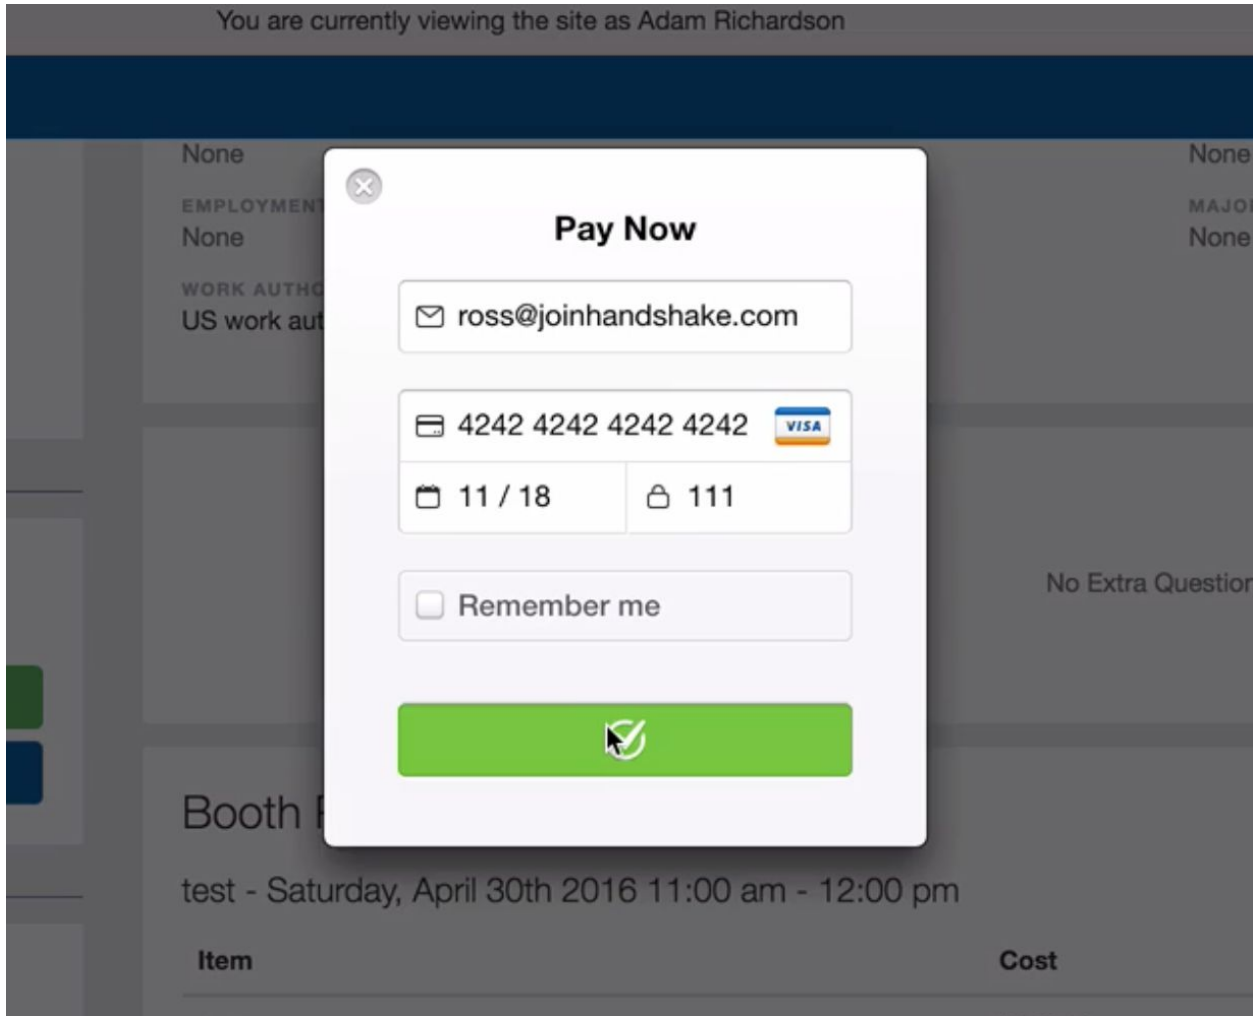 You are currently viewing the site as Adam Richardson
None
None
EMPLOYMENT
MAJO
None
None
WORK AUTHO
US work aut
Pay Now
ross@joinhandshake.com
4242 4242 4242 4242 VISA
11 / 18
111
Remember me
No Extra Question
Booth
test - Saturday, April 30th 2016 11:00 am - 12:00 pm
Item
Cost